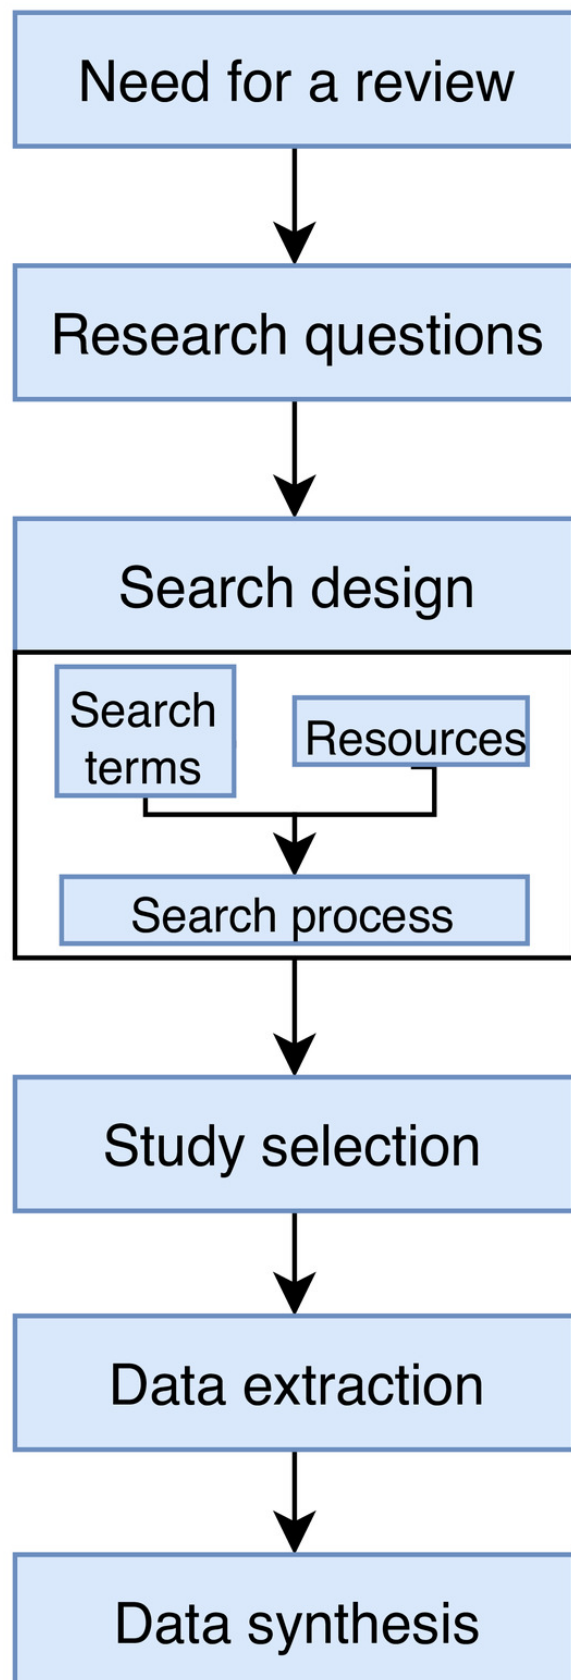 Need for a review
Research questions
Search design
Search
terms
Resources
Search process
Study selection
Data extraction
Data synthesis